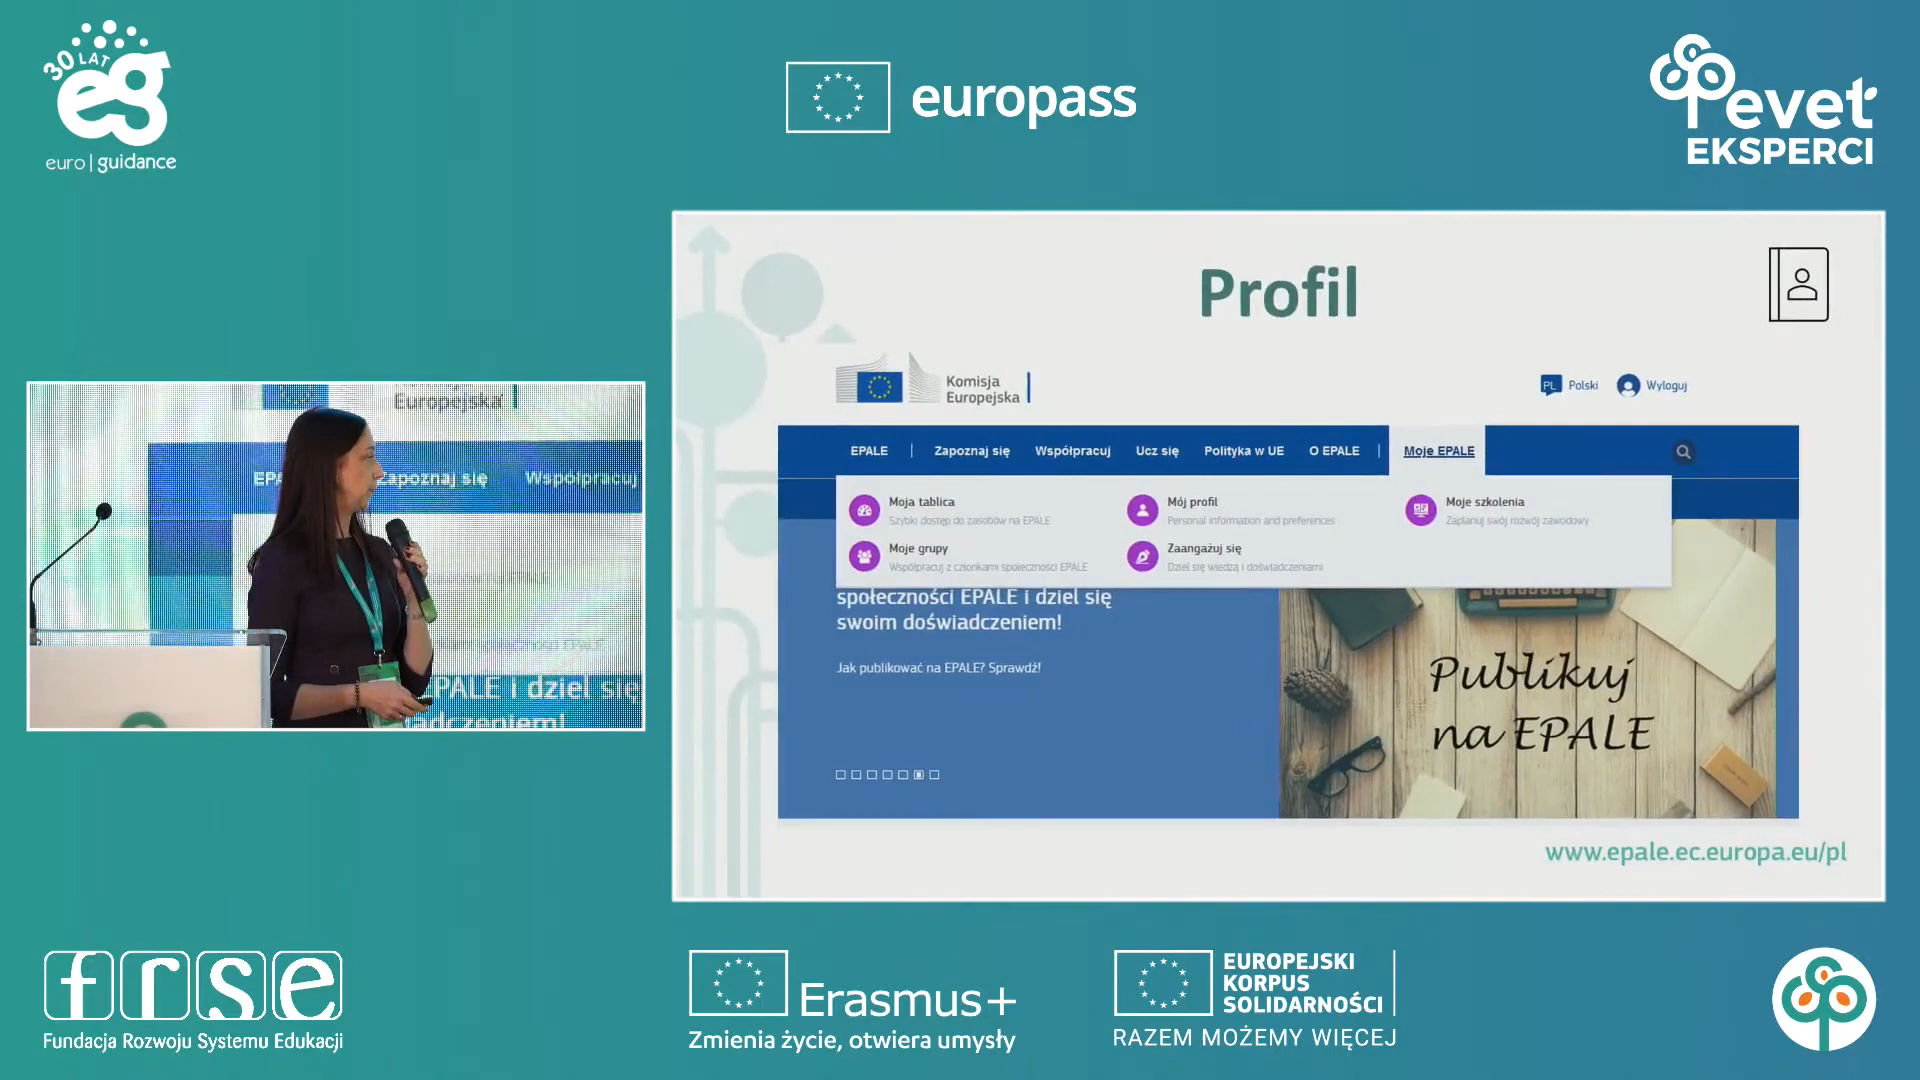 30 LAT
eg
euro | guidance
europass
evet
EKSPERCI
Profil
Komisja
Europejska
PL Polski
Wyloguj
EPALE | Zapoznaj się Współpracuj Ucz się Polityka w UE O EPALE | Moje EPALE
Moja tablica
Szybki dostęp do zasobów na EPALE
Mój profil
Personal information and preferences
Moje szkolenia
Zaplanuj swój rozwój zawodowy
Moje grupy
Współpracuj z członkami społeczności EPALE
Zaangażuj się
Dziel się wiedzą i doświadczeniami
społeczności EPALE i dziel się
swoim doświadczeniem!
Jak publikować na EPALE? Sprawdź!
Publikuj
na EPALE
www.epale.ec.europa.eu/pl
Europejska
Zapoznaj się Współpracuj
EPALE i dziel się
frse
Fundacja Rozwoju Systemu Edukacji
Erasmus+
Zmienia życie, otwiera umysły
EUROPEJSKI
KORPUS
SOLIDARNOŚCI
RAZEM MOŻEMY WIĘCEJ